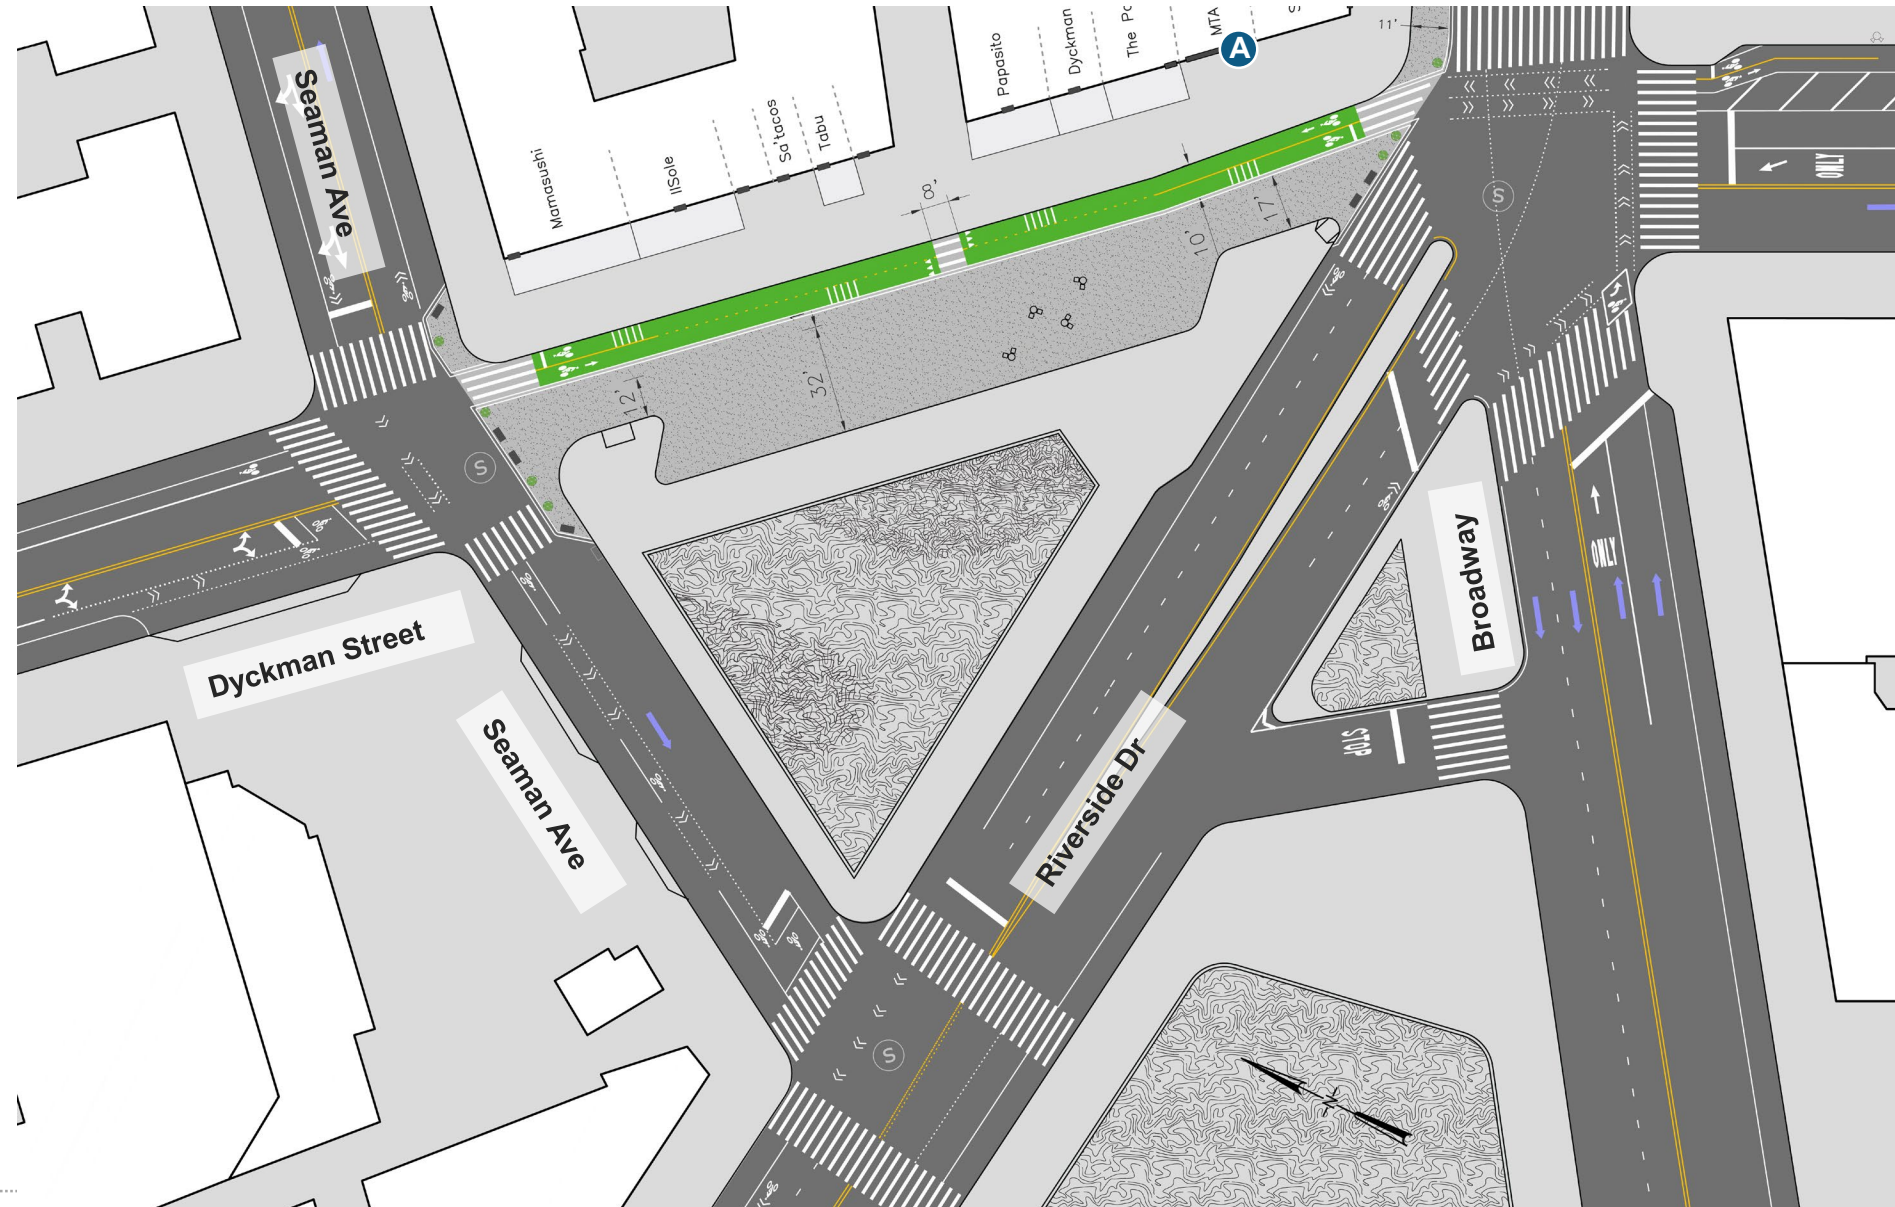 11'
Papasito
Dyckman
The
MTA
A
Seaman Ave
Mamasushi
IlSole
Sa'tacos
Tabu
8'
17'
10'
ONLY
S
12'
32'
S
Broadway
ONLY
Dyckman Street
Seaman Ave
Riverside Dr
STOP
S
N